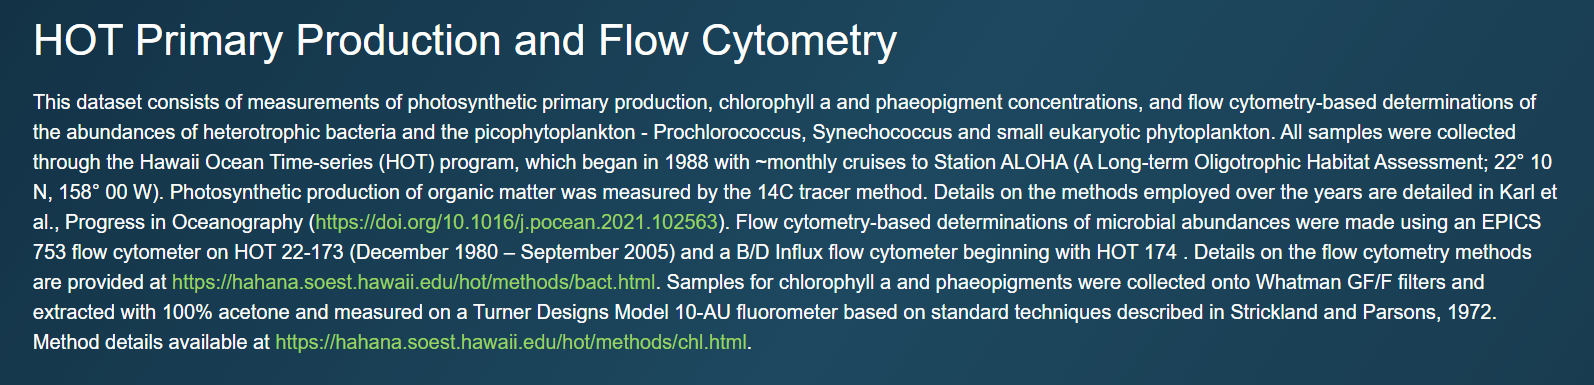 HOT Primary Production and Flow Cytometry
This dataset consists of measurements of photosynthetic primary production, chlorophyll a and phaeopigment concentrations, and flow cytometry-based determinations of
the abundances of heterotrophic bacteria and the picophytoplankton - Prochlorococcus, Synechococcus and small eukaryotic phytoplankton. All samples were collected
through the Hawaii Ocean Time-series (HOT) program, which began in 1988 with ~monthly cruises to Station ALOHA (A Long-term Oligotrophic Habitat Assessment; 22° 10
N, 158° 00 W). Photosynthetic production of organic matter was measured by the 14C tracer method. Details on the methods employed over the years are detailed in Karl et
al., Progress in Oceanography (https://doi.org/10.1016/j.pocean.2021.102563). Flow cytometry-based determinations of microbial abundances were made using an EPICS
753 flow cytometer on HOT 22-173 (December 1980 – September 2005) and a B/D Influx flow cytometer beginning with HOT 174 . Details on the flow cytometry methods
are provided at https://hahana.soest.hawaii.edu/hot/methods/bact.html. Samples for chlorophyll a and phaeopigments were collected onto Whatman GF/F filters and
extracted with 100% acetone and measured on a Turner Designs Model 10-AU fluorometer based on standard techniques described in Strickland and Parsons, 1972.
Method details available at https://hahana.soest.hawaii.edu/hot/methods/chl.html.